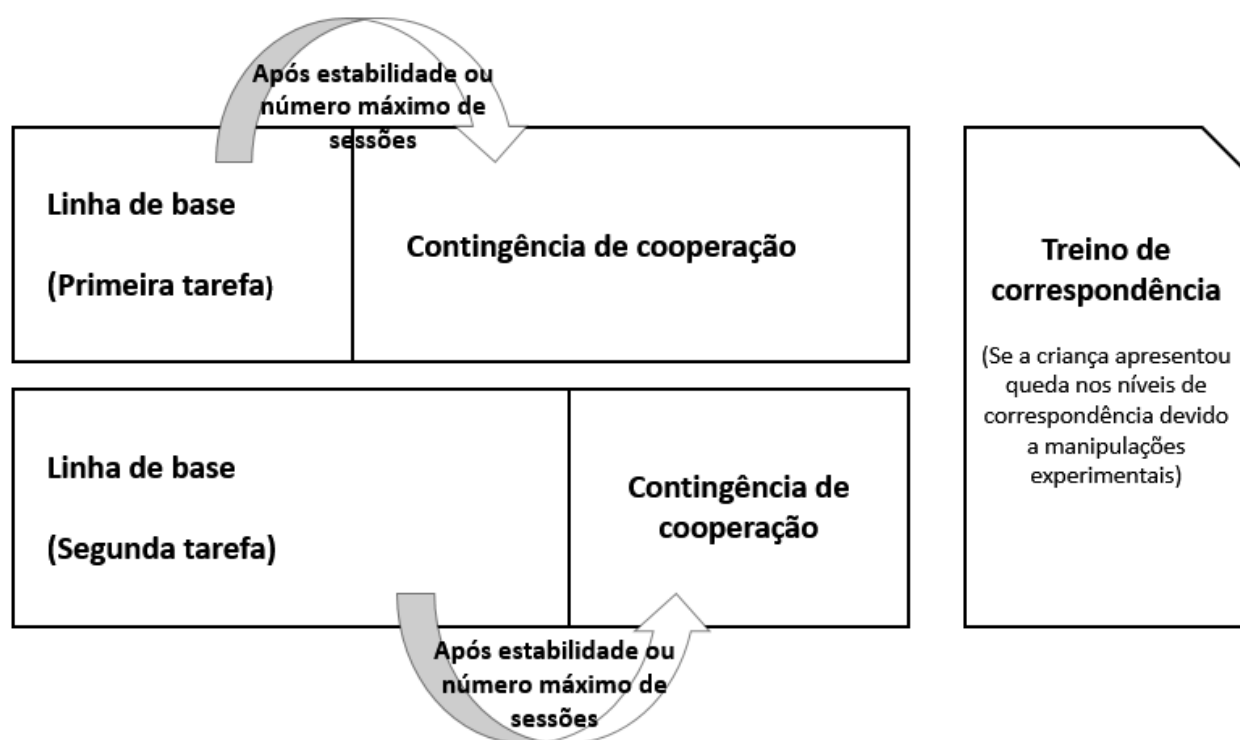 Após estabilidade ou
número máximo de
sessões
Linha de base
(Primeira tarefa)
Contingência de cooperação
Linha de base
(Segunda tarefa)
Contingência de
cooperação
Após estabilidade ou
número máximo de
sessões
Treino de
correspondência
(Se a criança apresentou
queda nos níveis de
correspondência devido
a manipulações
experimentais)